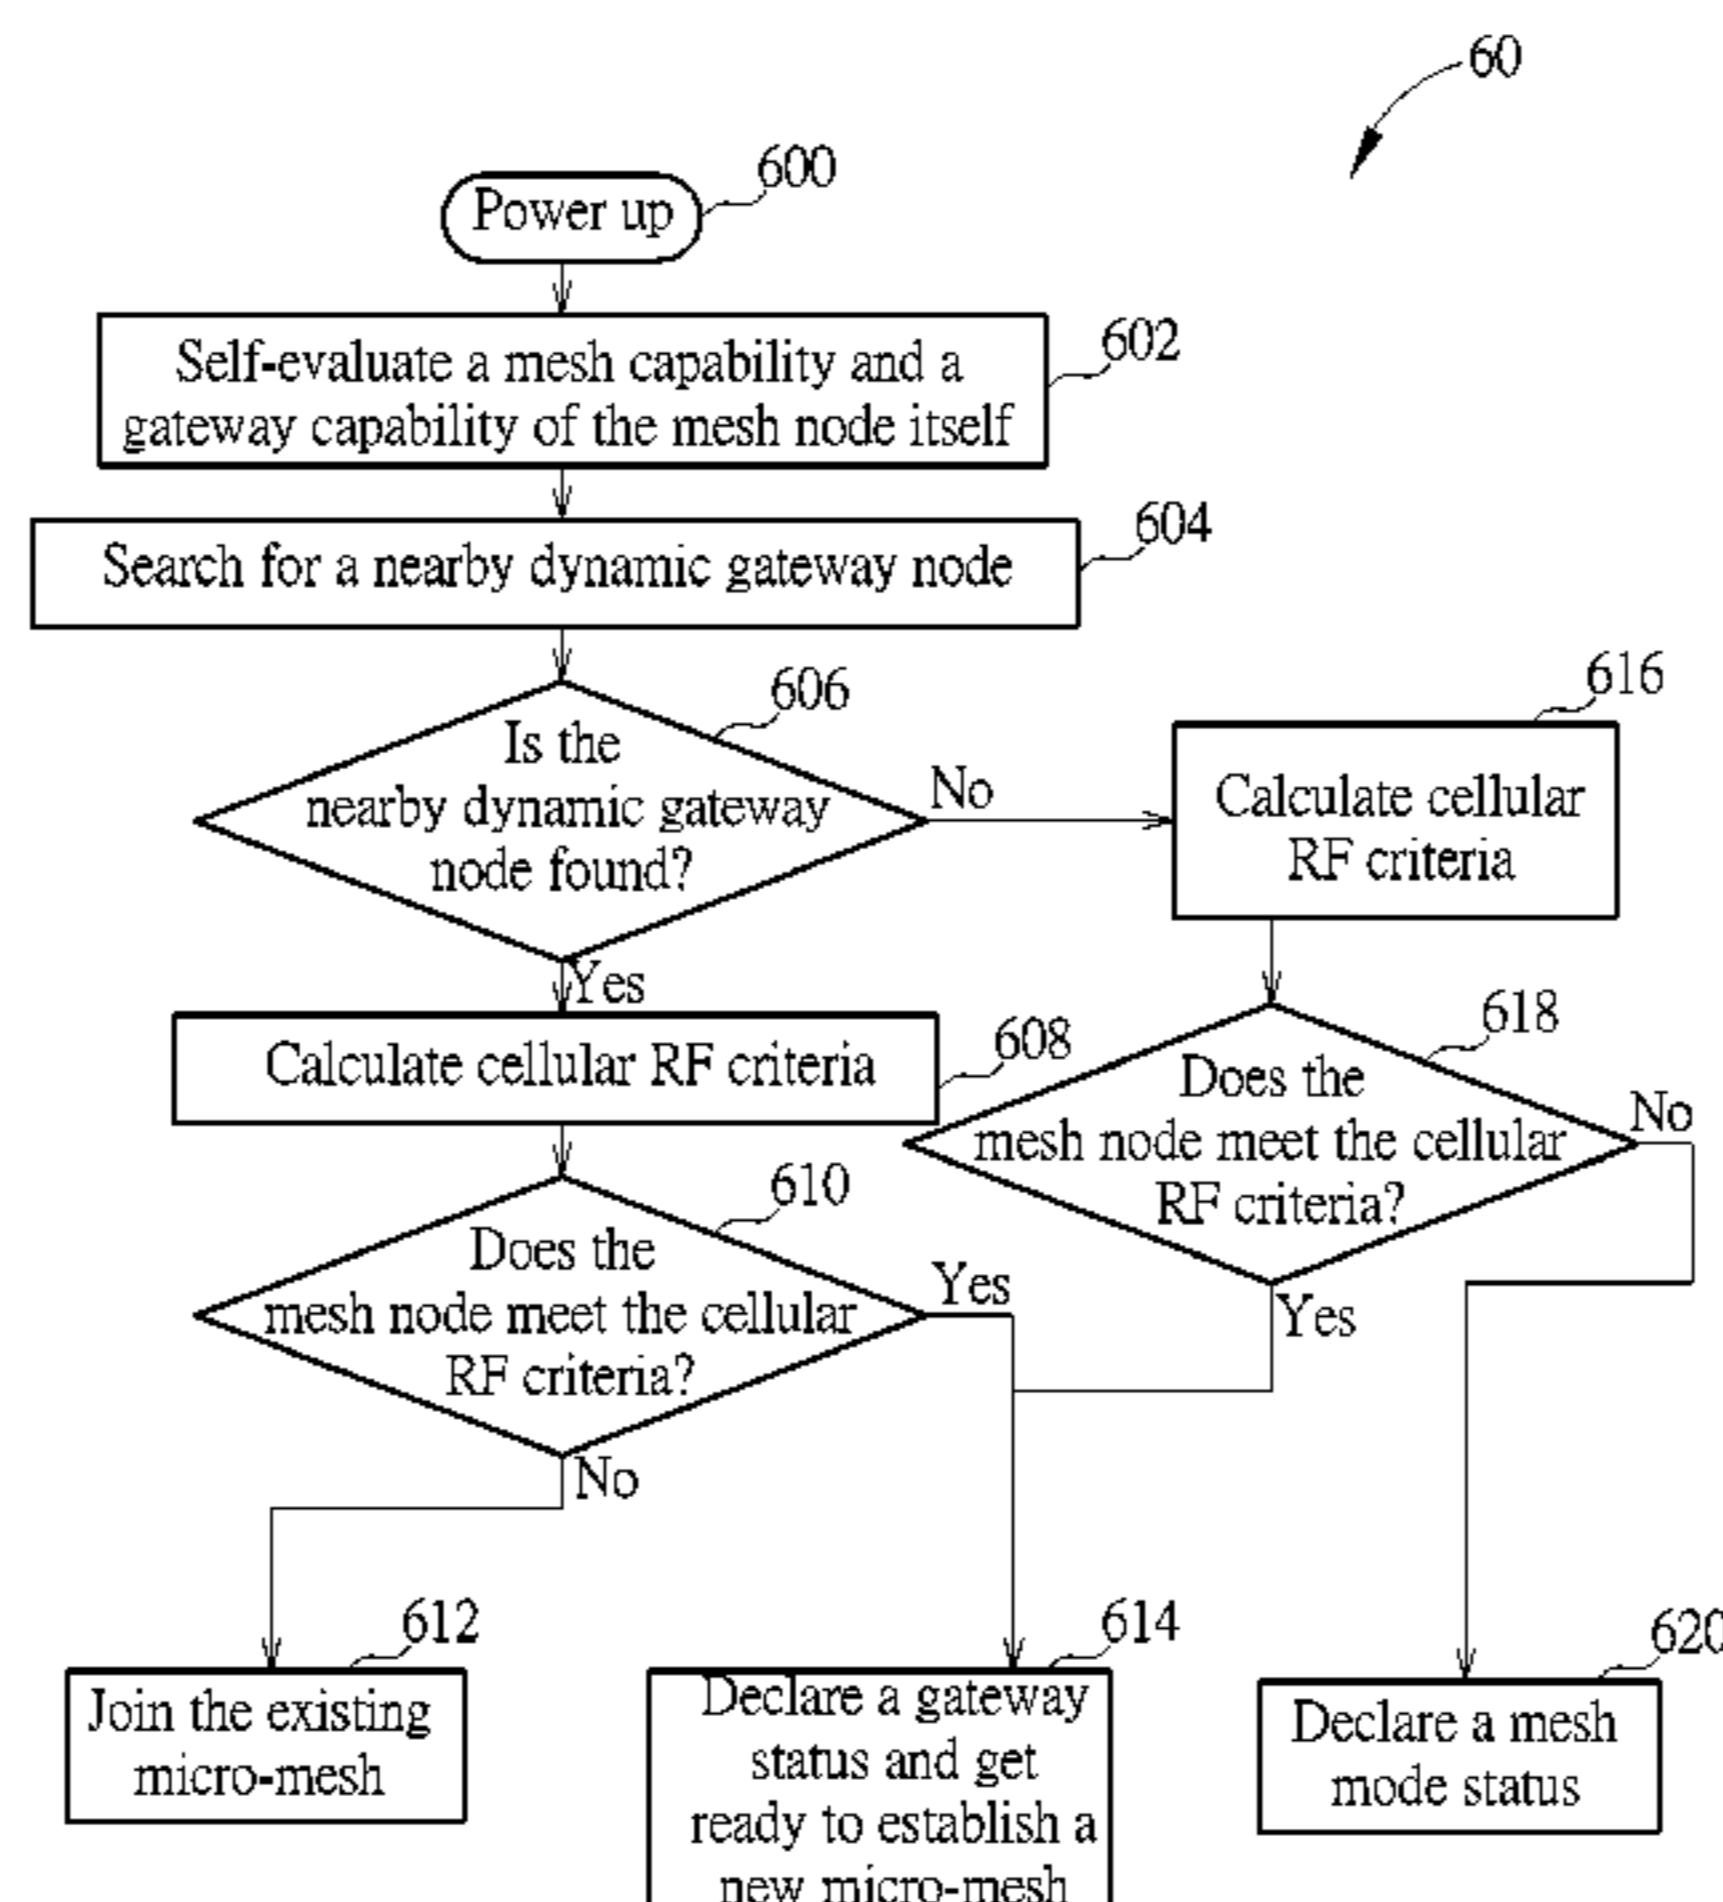 60
600
Power up
602
Self-evaluate a mesh capability and a
gateway capability of the mesh node itself
604
Search for a nearby dynamic gateway node
606
Is the
nearby dynamic gateway
node found?
No
Yes
616
Calculate cellular
RF criteria
608
Calculate cellular RF criteria
618
Does the
mesh node meet the cellular
RF criteria?
No
Yes
610
Does the
mesh node meet the cellular
RF criteria?
Yes
No
612
Join the existing
micro-mesh
614
Declare a gateway
status and get
ready to establish a
new micro-mesh
620
Declare a mesh
mode status